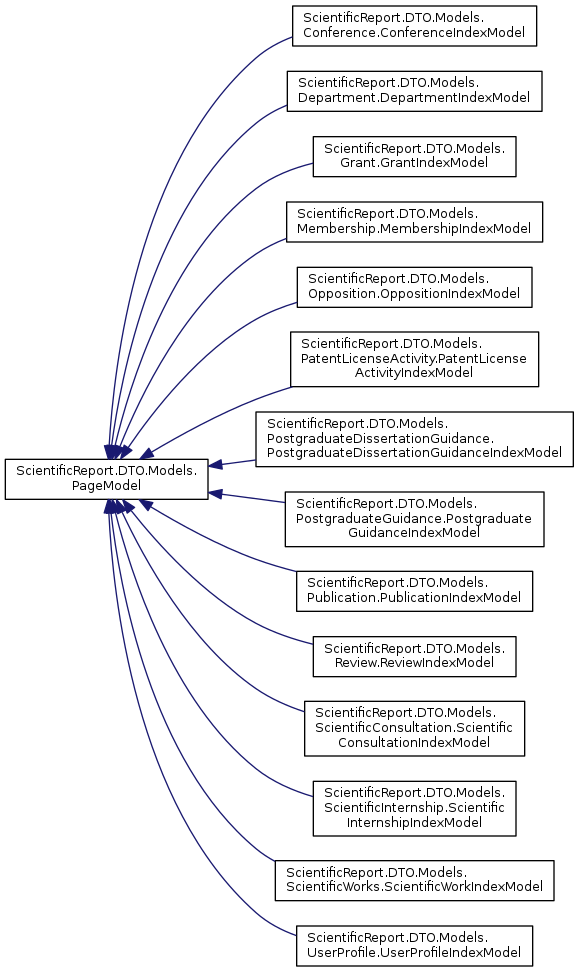 ScientificReport.DTO.Models.
Conference.ConferenceIndexModel
ScientificReport.DTO.Models.
Department.DepartmentIndexModel
ScientificReport.DTO.Models.
Grant.GrantIndexModel
ScientificReport.DTO.Models.
Membership.MembershipIndexModel
ScientificReport.DTO.Models.
Opposition.OppositionIndexModel
ScientificReport.DTO.Models.
PatentLicenseActivity.PatentLicense
ActivityIndexModel
ScientificReport.DTO.Models.
PostgraduateDissertationGuidance.
PostgraduateDissertationGuidanceIndexModel
ScientificReport.DTO.Models.
PageModel
ScientificReport.DTO.Models.
PostgraduateGuidance.Postgraduate
GuidanceIndexModel
ScientificReport.DTO.Models.
Publication.PublicationIndexModel
ScientificReport.DTO.Models.
Review.ReviewIndexModel
ScientificReport.DTO.Models.
ScientificConsultation.Scientific
ConsultationIndexModel
ScientificReport.DTO.Models.
ScientificInternship.Scientific
InternshipIndexModel
ScientificReport.DTO.Models.
ScientificWorks.ScientificWorkIndexModel
ScientificReport.DTO.Models.
UserProfile.UserProfileIndexModel